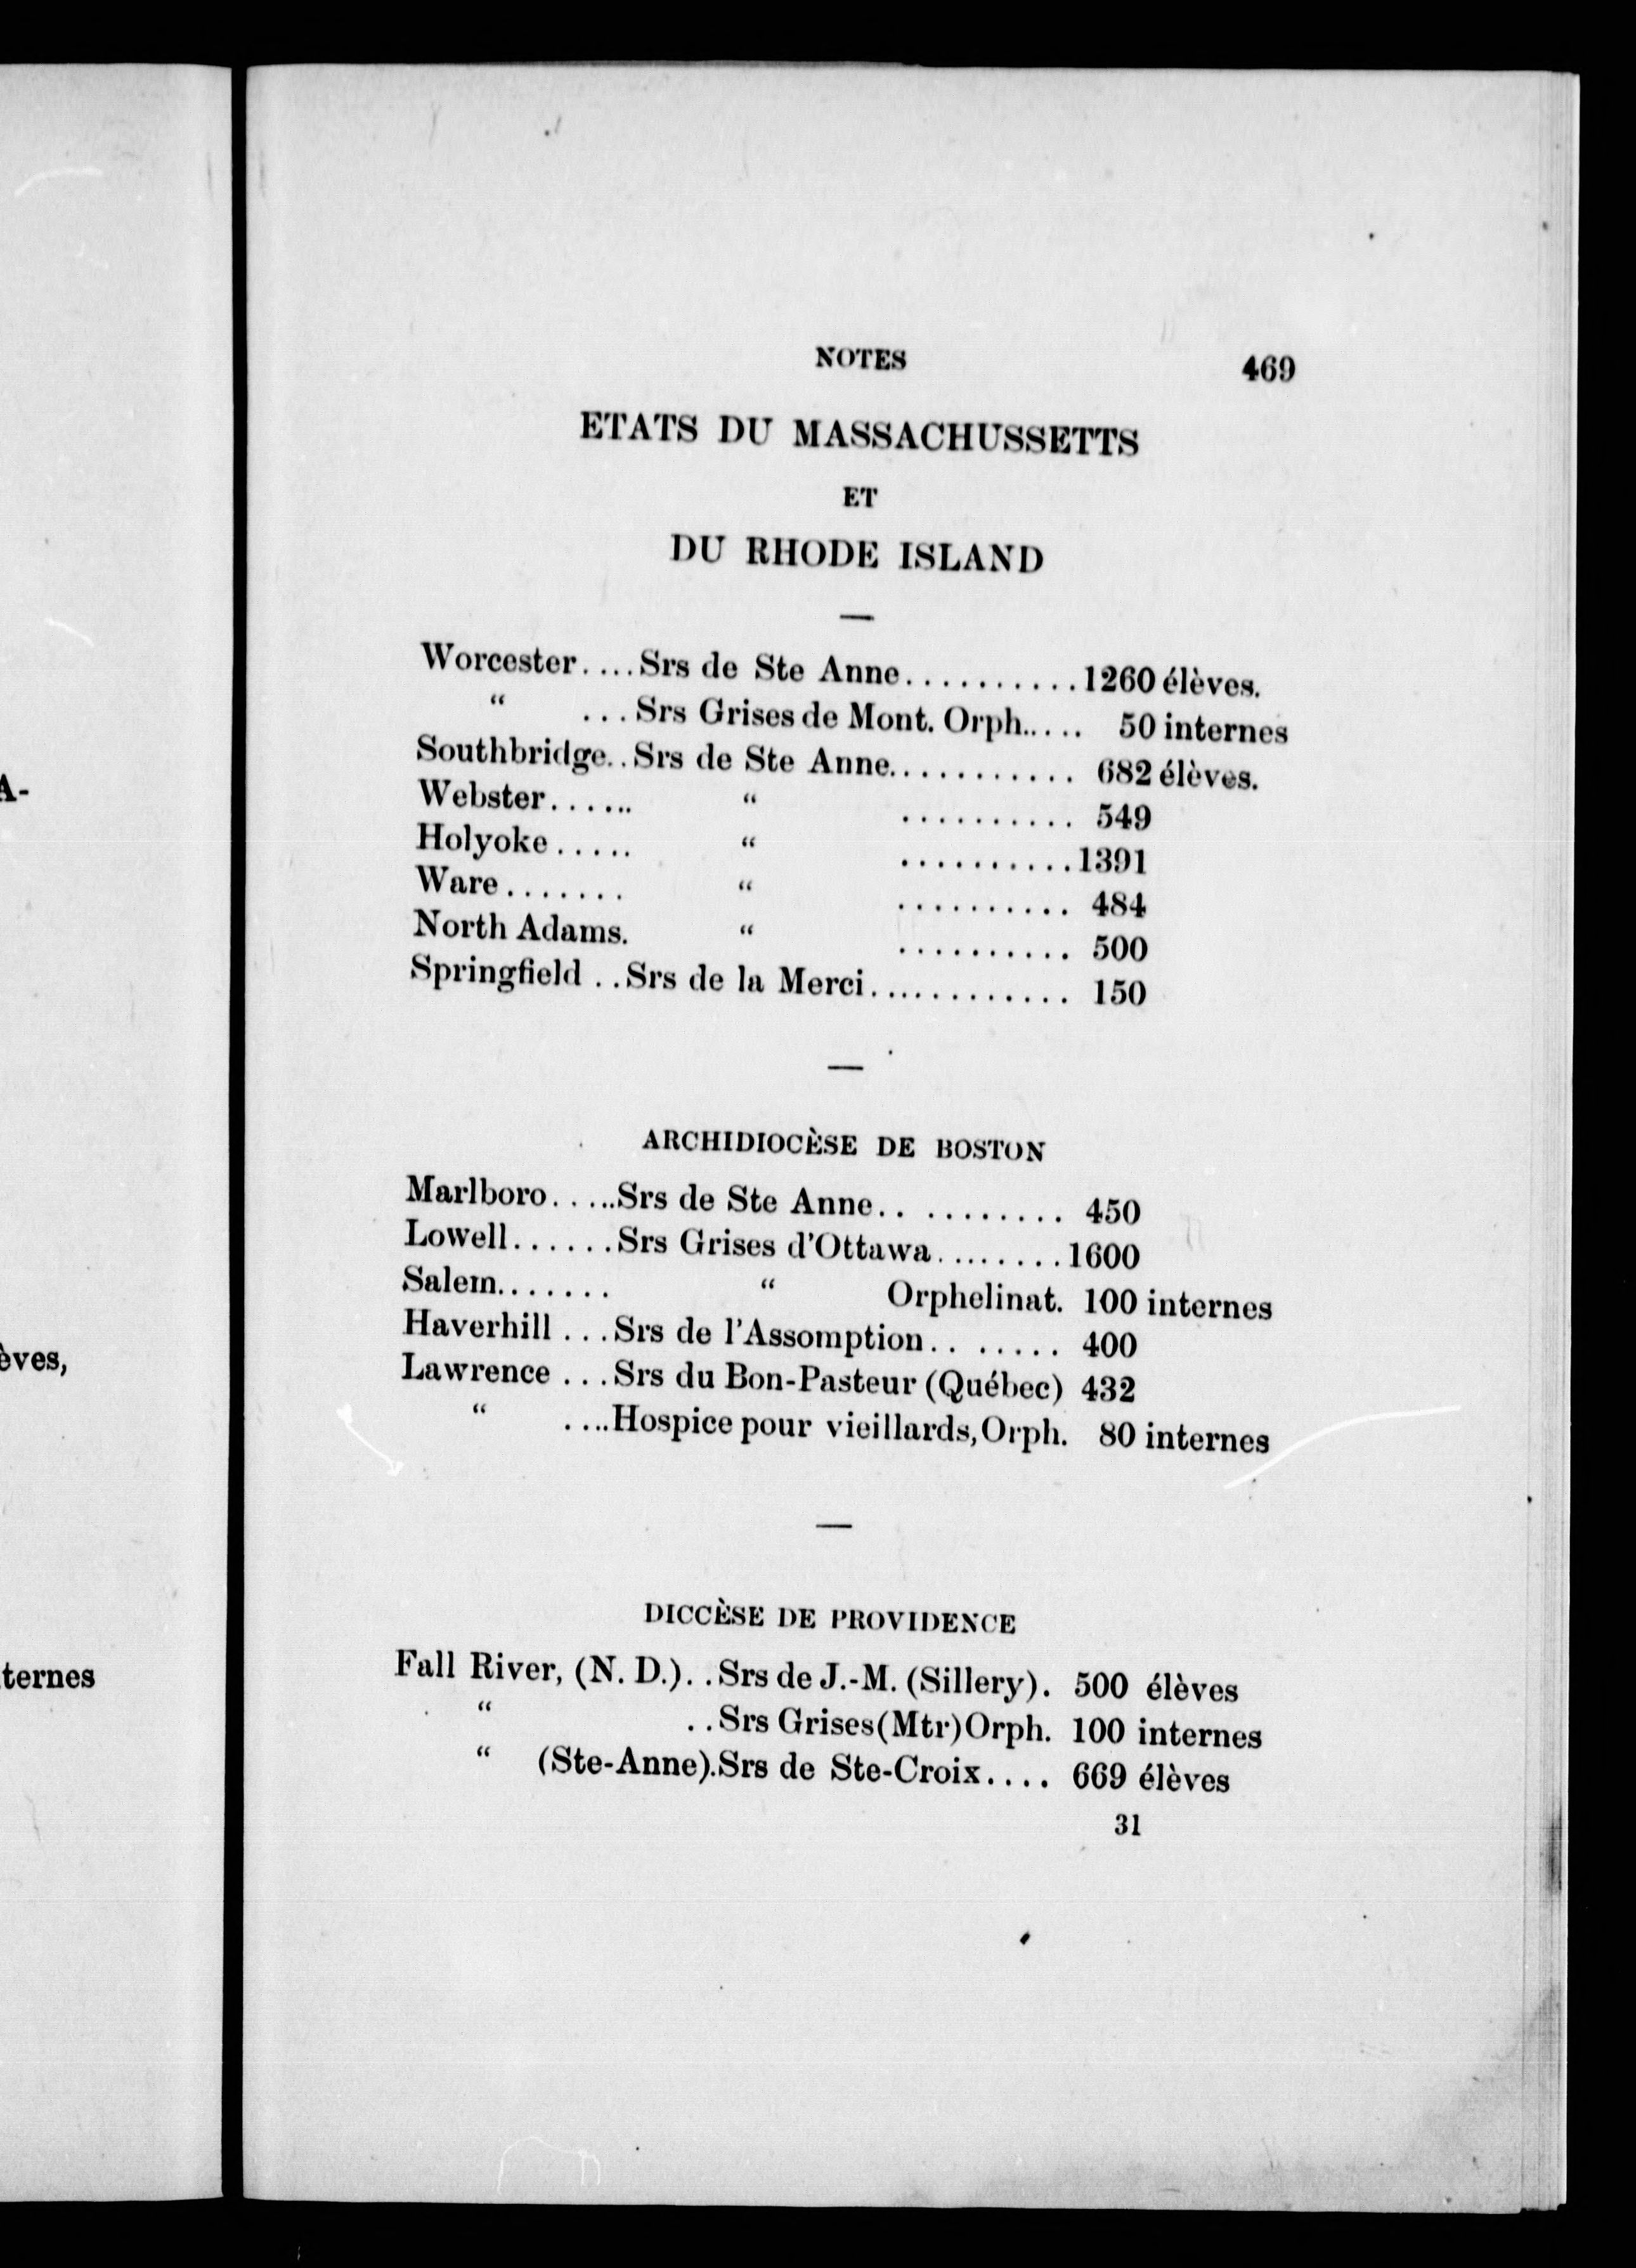 A-
èves,
ternes
NOTES 469
ETATS DU MASSACHUSSETTS
ET
DU RHODE ISLAND
Worcester....Srs de Ste Anne..........1260 élèves.
“ ...Srs Grises de Mont. Orph..... 50 internes
Southbridge..Srs de Ste Anne........... 682 élèves.
Webster...... “ .......... 549
Holyoke..... “ ..........1391
Ware....... “ .......... 484
North Adams. “ .......... 500
Springfield ..Srs de la Merci............ 150
ARCHIDIOCÈSE DE BOSTON
Marlboro.....Srs de Ste Anne.. ......... 450
Lowell......Srs Grises d'Ottawa.........1600
Salem....... “ Orphelinat. 100 internes
Haverhill ...Srs de l'Assomption.. ...... 400
Lawrence ...Srs du Bon-Pasteur (Québec) 432
“ ....Hospice pour vieillards, Orph. 80 internes
DICCÈSE DE PROVIDENCE
Fall River, (N. D.)..Srs de J.-M. (Sillery). 500 élèves
“ ..Srs Grises(Mtr)Orph. 100 internes
“ (Ste-Anne).Srs de Ste-Croix.... 669 élèves
31